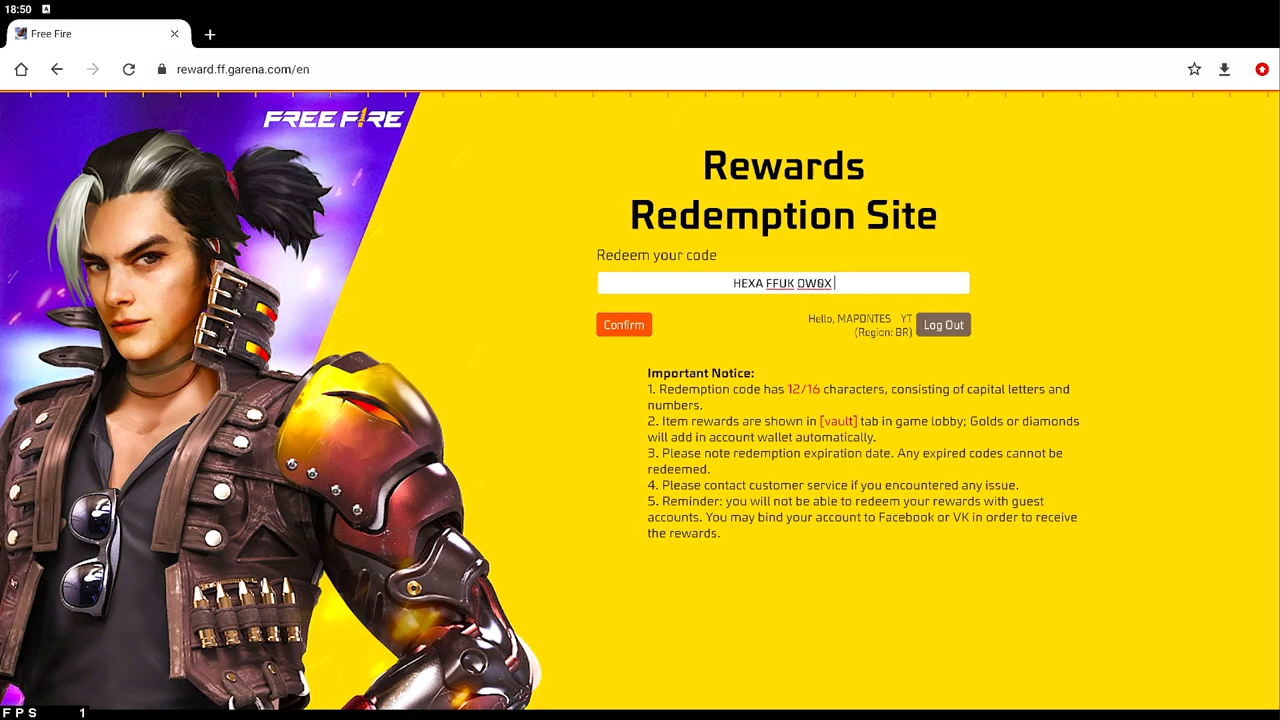 18:50 A
Free Fire
reward.ff.garena.com/en
FREE FIRE
Rewards
Redemption Site
Redeem your code
HEXA FFUK DW0X
Confirm
Hello, MAPONTES YT
(Region: BR)
Log Out
Important Notice:
1. Redemption code has 12/16 characters, consisting of capital letters and
numbers.
2. Item rewards are shown in [vault] tab in game lobby; Golds or diamonds
will add in account wallet automatically.
3. Please note redemption expiration date. Any expired codes cannot be
redeemed.
4. Please contact customer service if you encountered any issue.
5. Reminder: you will not be able to redeem your rewards with guest
accounts. You may bind your account to Facebook or VK in order to receive
the rewards.
FPS 1